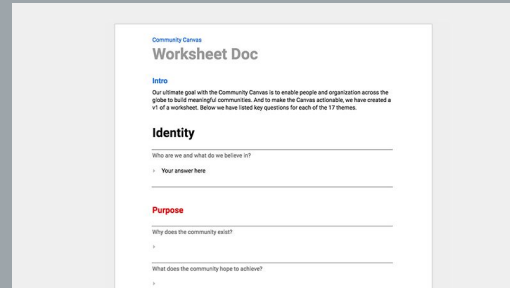 Community Canvas
Worksheet Doc
Intro
Our ultimate goal with the Community Canvas is to enable people and organization across the
globe to build meaningful communities. And to make the Canvas actionable, we have created a
v1 of a worksheet. Below we have listed key questions for each of the 17 themes.
Identity
Who are we and what do we believe in?
Your answer here
Purpose
Why does the community exist?
What does the community hope to achieve?